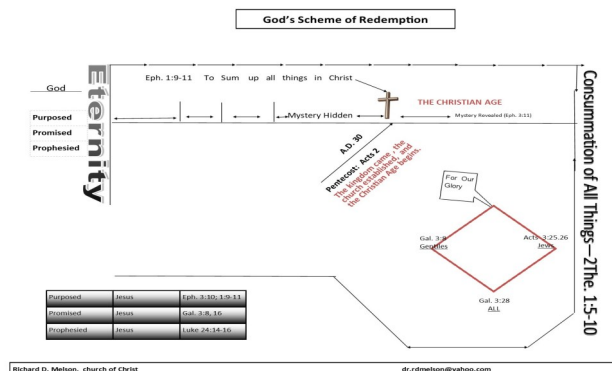 God's Scheme of Redemption
Eternity
Eph. 1:9-11 To Sum up all things in Christ
God
Purposed
Promised
Prophesied
Mystery Hidden
THE CHRISTIAN AGE
Mystery Revealed (Eph. 3:11)
A.D. 30
Pentecost: Acts 2
The kingdom came, the
church established, and
the Christian Age begins.
Consummation of All Things—2The. 1:5-10
For Our
Glory
Gal. 3:8
Gentiles
Acts 3:25.26
Jews
Gal. 3:28
ALL
Purposed Jesus Eph. 3:10; 1:9-11
Promised Jesus Gal. 3:8, 16
Prophesied Jesus Luke 24:14-16
Richard D. Melson, church of Christ dr.rdmelson@yahoo.com